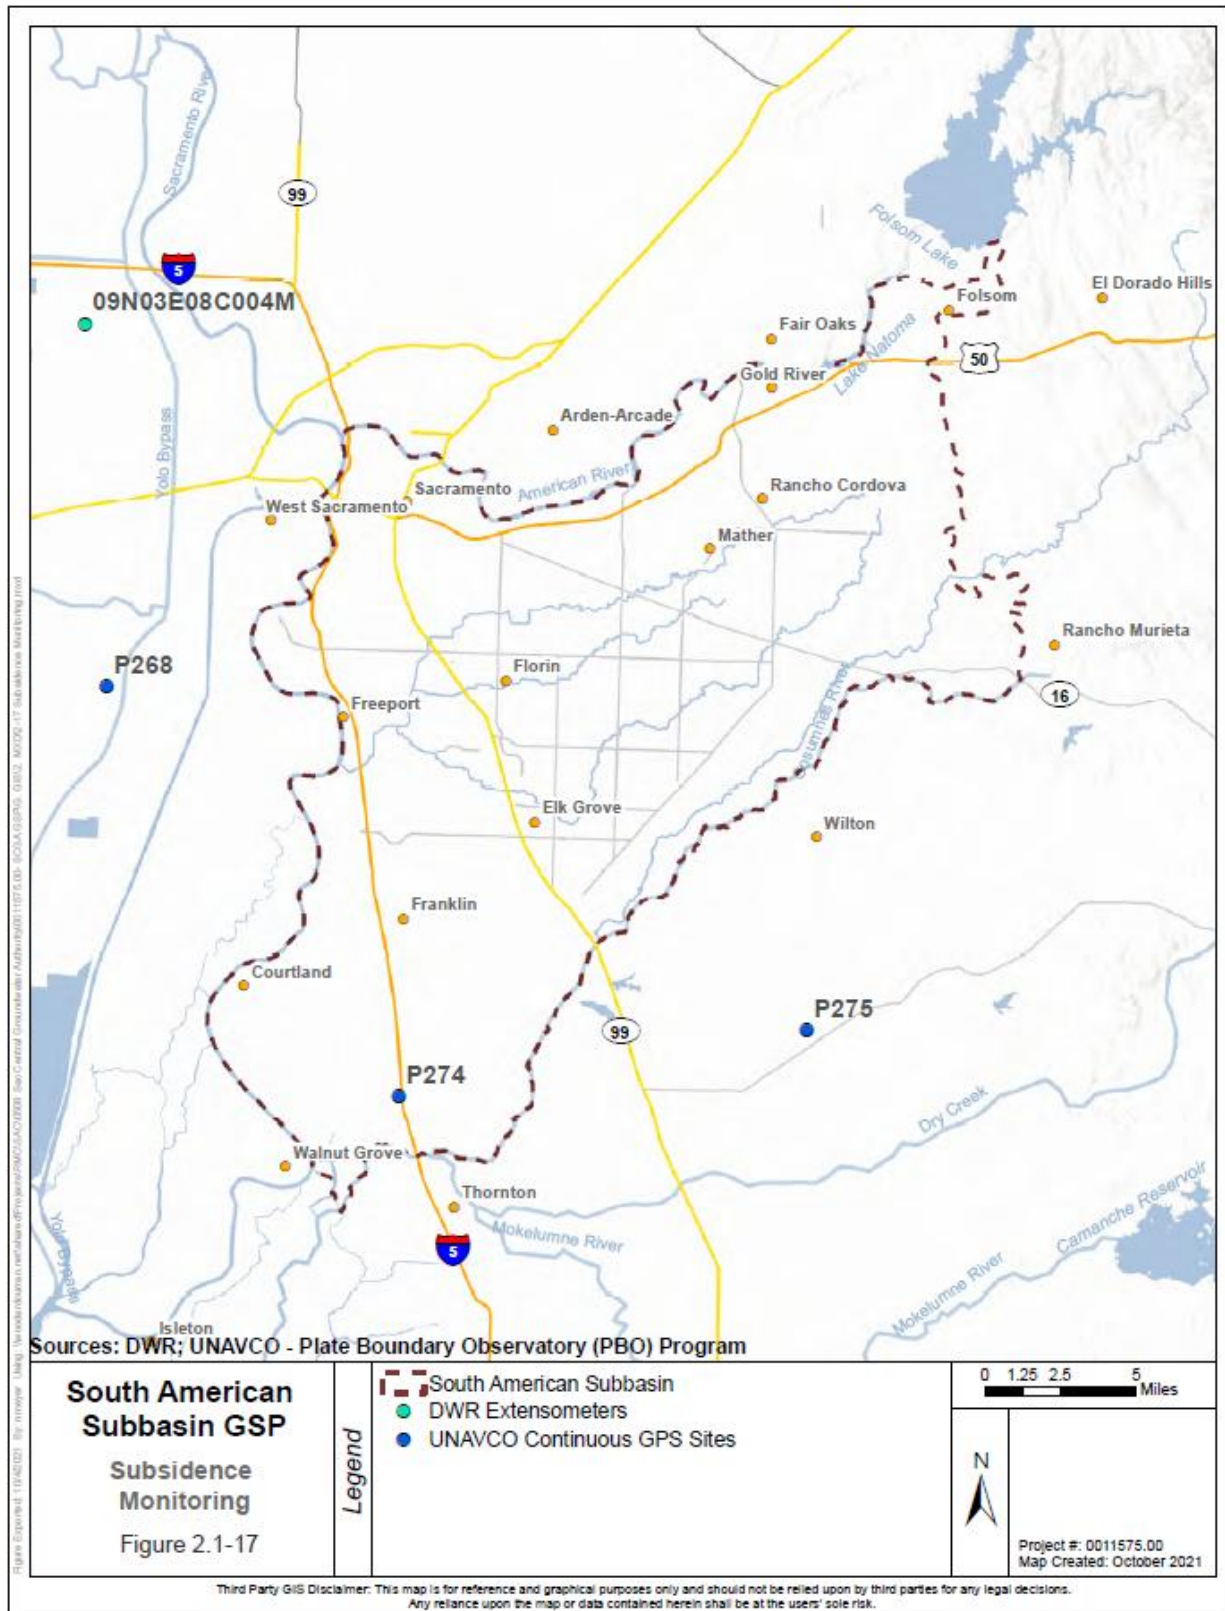 Sacramento River
99
5
09N03E08C004M
Folsom Lake
El Dorado Hills
Folsom
Fair Oaks
Lake Natoma
50
Gold River
Arden-Arcade
Yolo Bypass
American River
Sacramento
West Sacramento
Rancho Cordova
Mather
Rancho Murieta
P268
Florin
16
Freeport
Cosumnes River
Elk Grove
Wilton
Franklin
Courtland
P275
99
P274
Dry Creek
Walnut Grove
Thornton
Camanche Reservoir
Mokelumne River
5
Mokelumne River
Yolo Bypass
Isleton
Sources: DWR; UNAVCO - Plate Boundary Observatory (PBO) Program
South American
Subbasin GSP
Subsidence
Monitoring
Figure 2.1-17
Legend
South American Subbasin
DWR Extensometers
UNAVCO Continuous GPS Sites
0 1.25 2.5 5
Miles
N
Project #: 0011575.00
Map Created: October 2021
Third Party GIS Disclaimer: This map is for reference and graphical purposes only and should not be relied upon by third parties for any legal decisions.
Any reliance upon the map or data contained herein shall be at the users' sole risk.